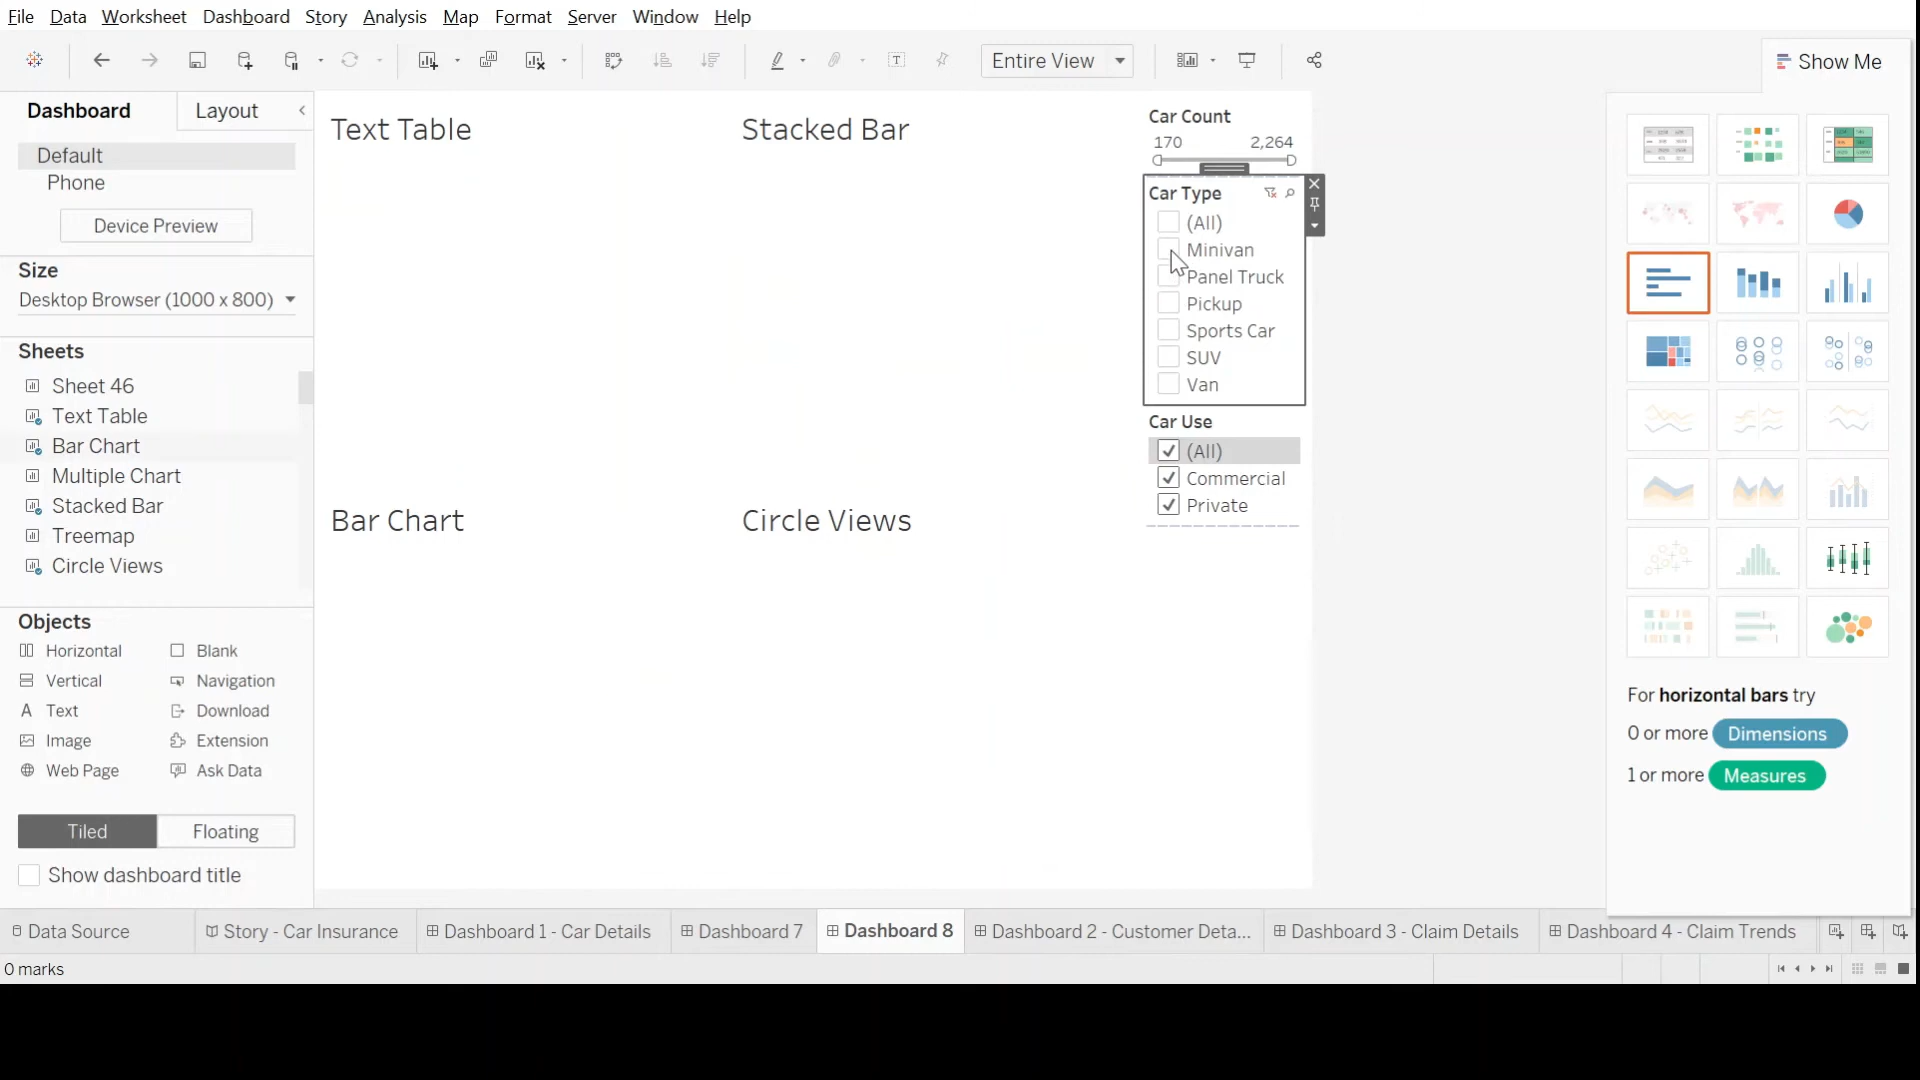 File Data Worksheet Dashboard Story Analysis Map Format Server Window Help
Entire View
Show Me
Dashboard Layout
Default
Phone
Device Preview
Size
Desktop Browser (1000 x 800)
Sheets
Sheet 46
Text Table
Bar Chart
Multiple Chart
Stacked Bar
Treemap
Circle Views
Objects
Horizontal Blank
Vertical Navigation
Text Download
Image Extension
Web Page Ask Data
Tiled Floating
Show dashboard title
Text Table
Stacked Bar
Bar Chart
Circle Views
Car Count
170 2,264
Car Type
(All)
Minivan
Panel Truck
Pickup
Sports Car
SUV
Van
Car Use
(All)
Commercial
Private
For horizontal bars try
0 or more Dimensions
1 or more Measures
Data Source Story - Car Insurance Dashboard 1 - Car Details Dashboard 7 Dashboard 8 Dashboard 2 - Customer Deta... Dashboard 3 - Claim Details Dashboard 4 - Claim Trends
0 marks